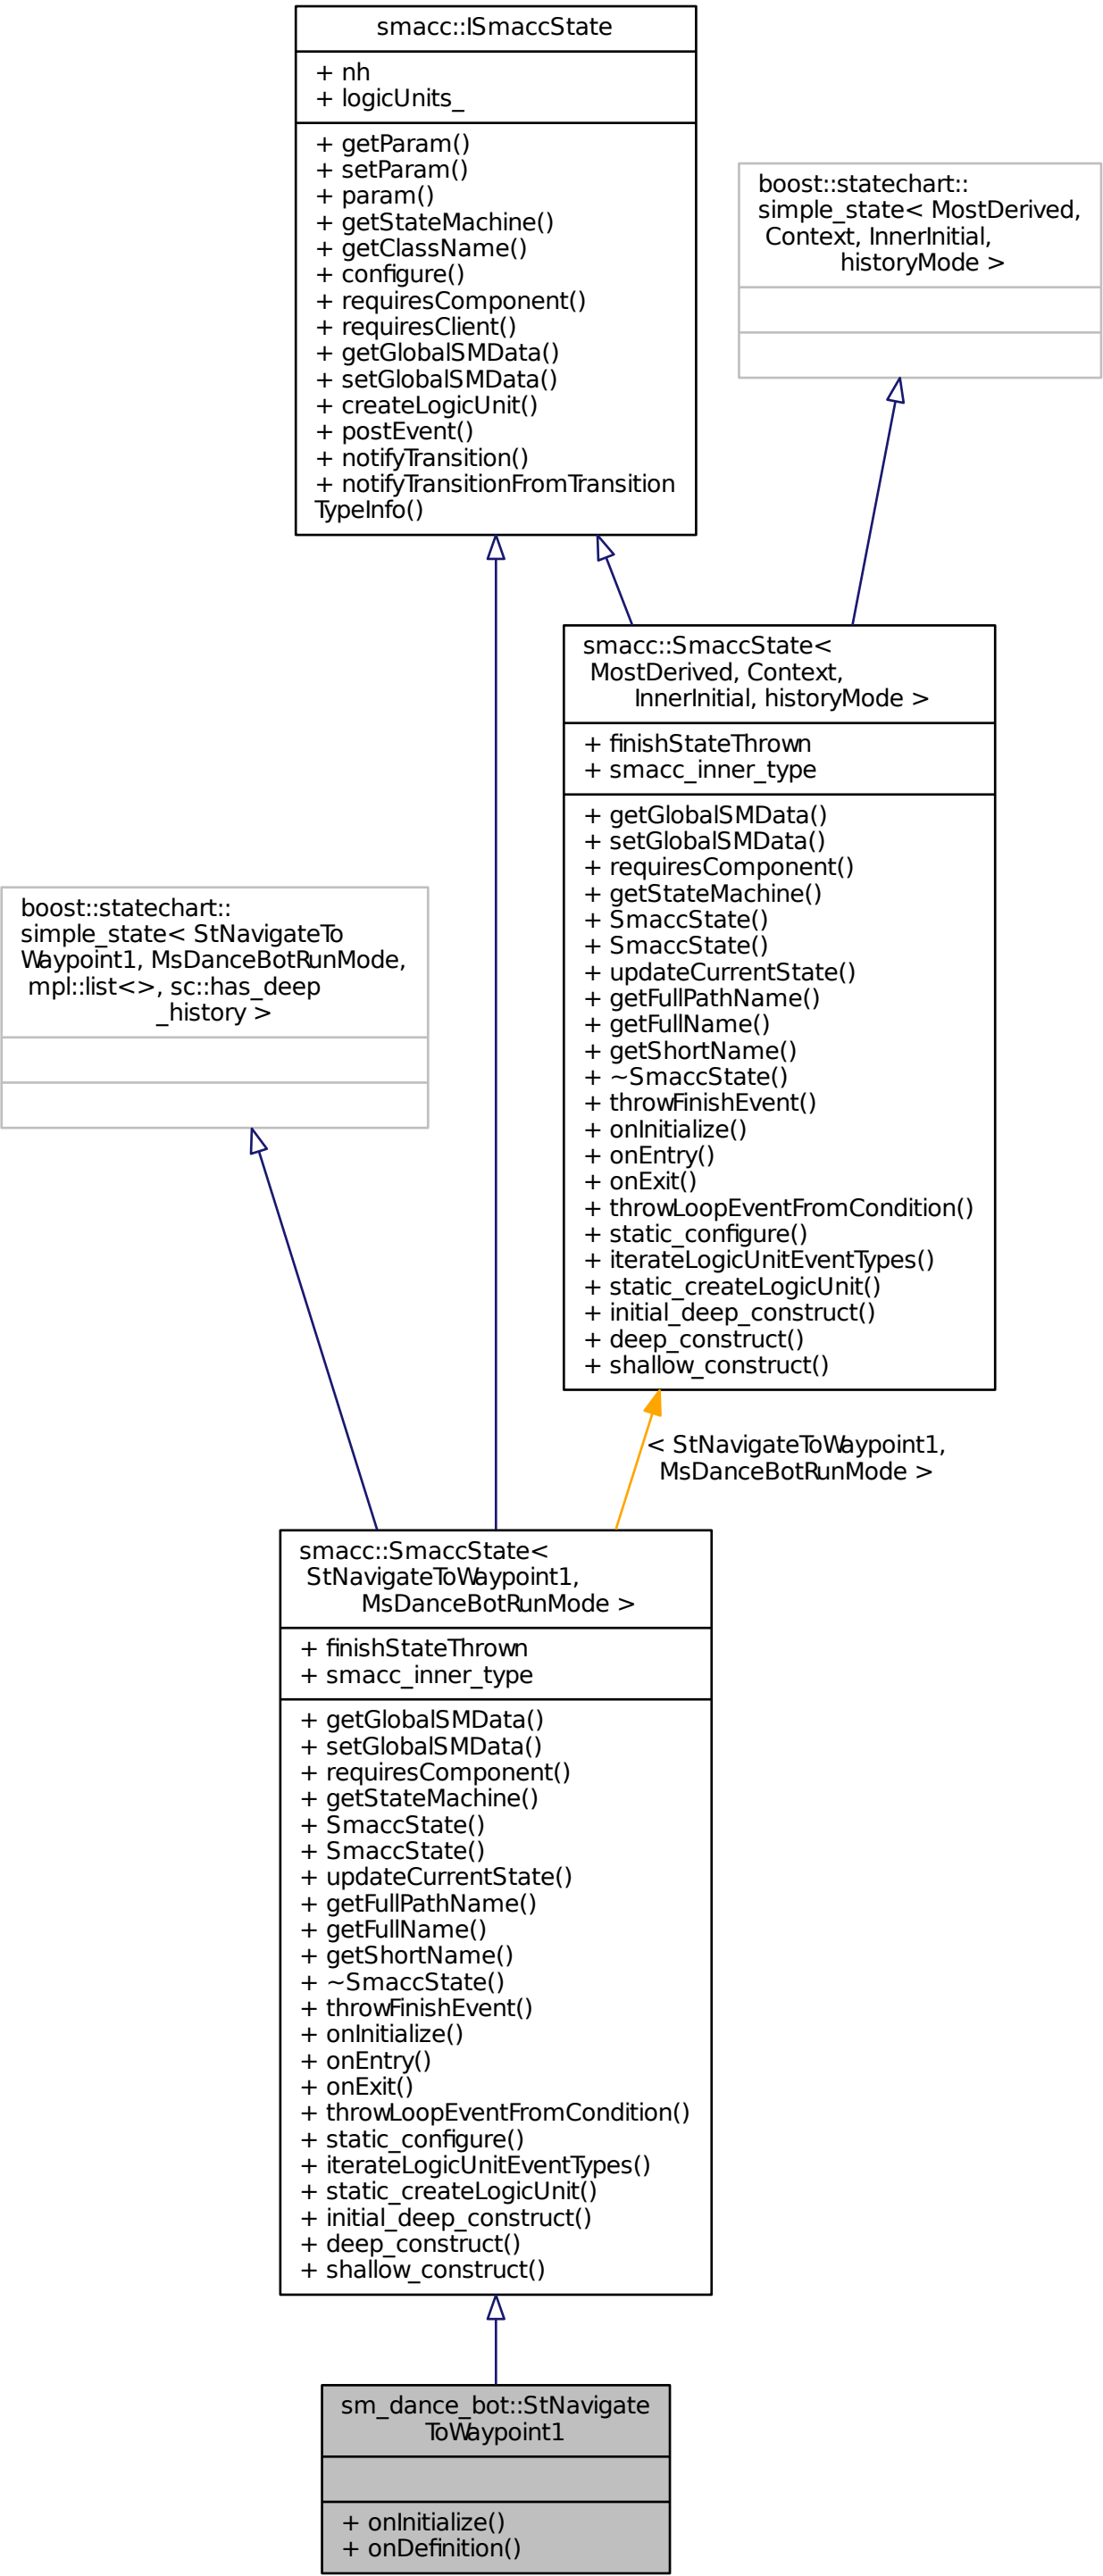 smacc::ISmaccState
+ nh
+ logicUnits_
+ getParam()
+ setParam()
+ param()
+ getStateMachine()
+ getClassName()
+ configure()
+ requiresComponent()
+ requiresClient()
+ getGlobalSMData()
+ setGlobalSMData()
+ createLogicUnit()
+ postEvent()
+ notifyTransition()
+ notifyTransitionFromTransition
TypeInfo()
boost::statechart::
simple_state< MostDerived,
Context, InnerInitial,
historyMode >
smacc::SmaccState<
MostDerived, Context,
InnerInitial, historyMode >
+ finishStateThrown
+ smacc_inner_type
+ getGlobalSMData()
+ setGlobalSMData()
+ requiresComponent()
+ getStateMachine()
+ SmaccState()
+ SmaccState()
+ updateCurrentState()
+ getFullPathName()
+ getFullName()
+ getShortName()
+ ~SmaccState()
+ throwFinishEvent()
+ onInitialize()
+ onEntry()
+ onExit()
+ throwLoopEventFromCondition()
+ static_configure()
+ iterateLogicUnitEventTypes()
+ static_createLogicUnit()
+ initial_deep_construct()
+ deep_construct()
+ shallow_construct()
boost::statechart::
simple_state< StNavigateTo
Waypoint1, MsDanceBotRunMode,
mpl::list<>, sc::has_deep
_history >
< StNavigateToWaypoint1,
MsDanceBotRunMode >
smacc::SmaccState<
StNavigateToWaypoint1,
MsDanceBotRunMode >
+ finishStateThrown
+ smacc_inner_type
+ getGlobalSMData()
+ setGlobalSMData()
+ requiresComponent()
+ getStateMachine()
+ SmaccState()
+ SmaccState()
+ updateCurrentState()
+ getFullPathName()
+ getFullName()
+ getShortName()
+ ~SmaccState()
+ throwFinishEvent()
+ onInitialize()
+ onEntry()
+ onExit()
+ throwLoopEventFromCondition()
+ static_configure()
+ iterateLogicUnitEventTypes()
+ static_createLogicUnit()
+ initial_deep_construct()
+ deep_construct()
+ shallow_construct()
sm_dance_bot::StNavigate
ToWaypoint1
+ onInitialize()
+ onDefinition()